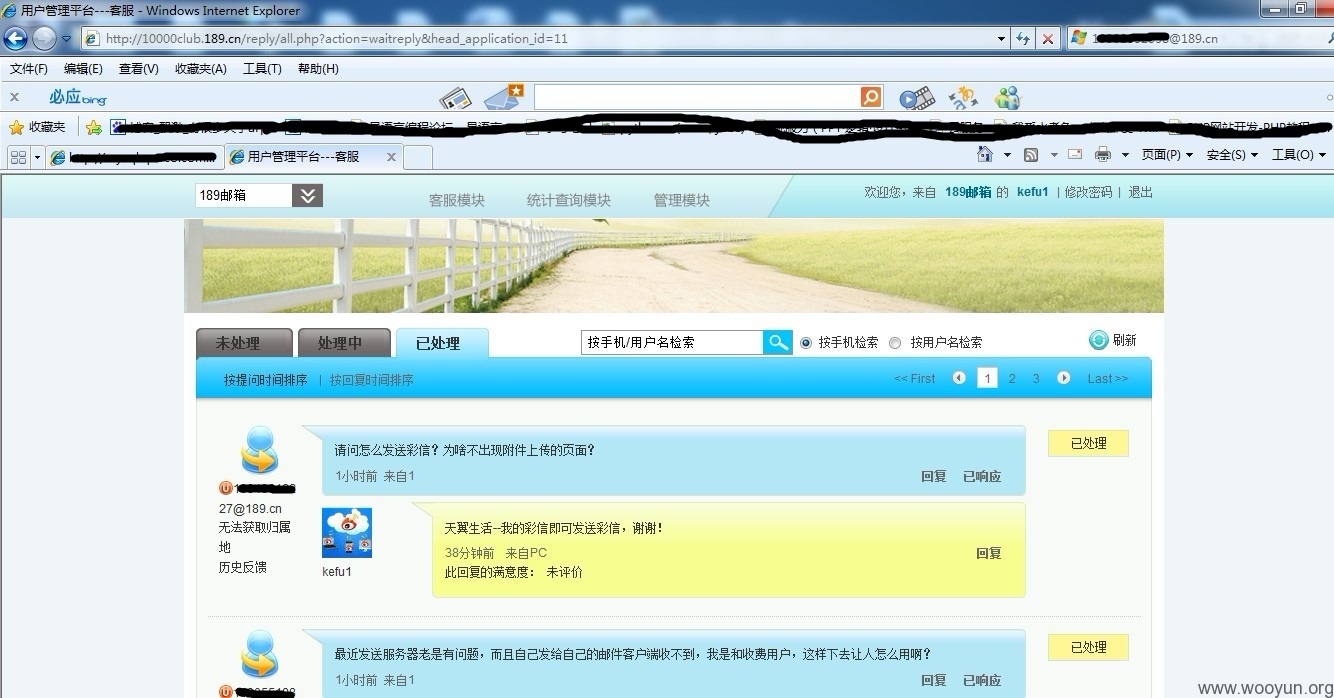 用户管理平台---客服 - Windows Internet Explorer
http://10000club.189.cn/reply/all.php?action=waitreply&head_application_id=11
@189.cn
文件(F) 编辑(E) 查看(V) 收藏夹(A) 工具(T) 帮助(H)
x 必应bing
收藏夹
用户管理平台---客服 x
页面(P) 安全(S) 工具(O)
189邮箱 客服模块 统计查询模块 管理模块 欢迎您，来自 189邮箱 的 kefu1 | 修改密码 | 退出
未处理 处理中 已处理 按手机/用户名检索 按手机检索 按用户名检索 刷新
按提问时间排序 | 按回复时间排序 << First 1 2 3 Last >>
请问怎么发送彩信？为啥不出现附件上传的页面？ 已处理
1小时前 来自1 回复 已响应
27@189.cn
无法获取归属地
历史反馈
kefu1
天翼生活--我的彩信即可发送彩信，谢谢！
38分钟前 来自PC 回复
此回复的满意度： 未评价
最近发送服务器老是有问题，而且自己发给自己的邮件客户端收不到，我是和收费用户，这样下去让人怎么用啊？ 已处理
1小时前 来自1 回复 已响应
www.wooyun.org